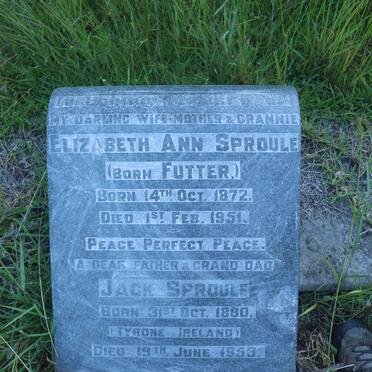 MY DARLING WIFE-MOTHER & GRANNIE
ELIZABETH ANN SPROULE
(BORN FUTTER.)
BORN 14TH OCT. 1872.
DIED 1ST FEB. 1951.
PEACE PERFECT PEACE.
A DEAR FATHER & GRAND DAD
JACK SPROULE.
BORN 31ST OCT. 1880.
(TYRONE, IRELAND)
DIED 19TH JUNE 1953.